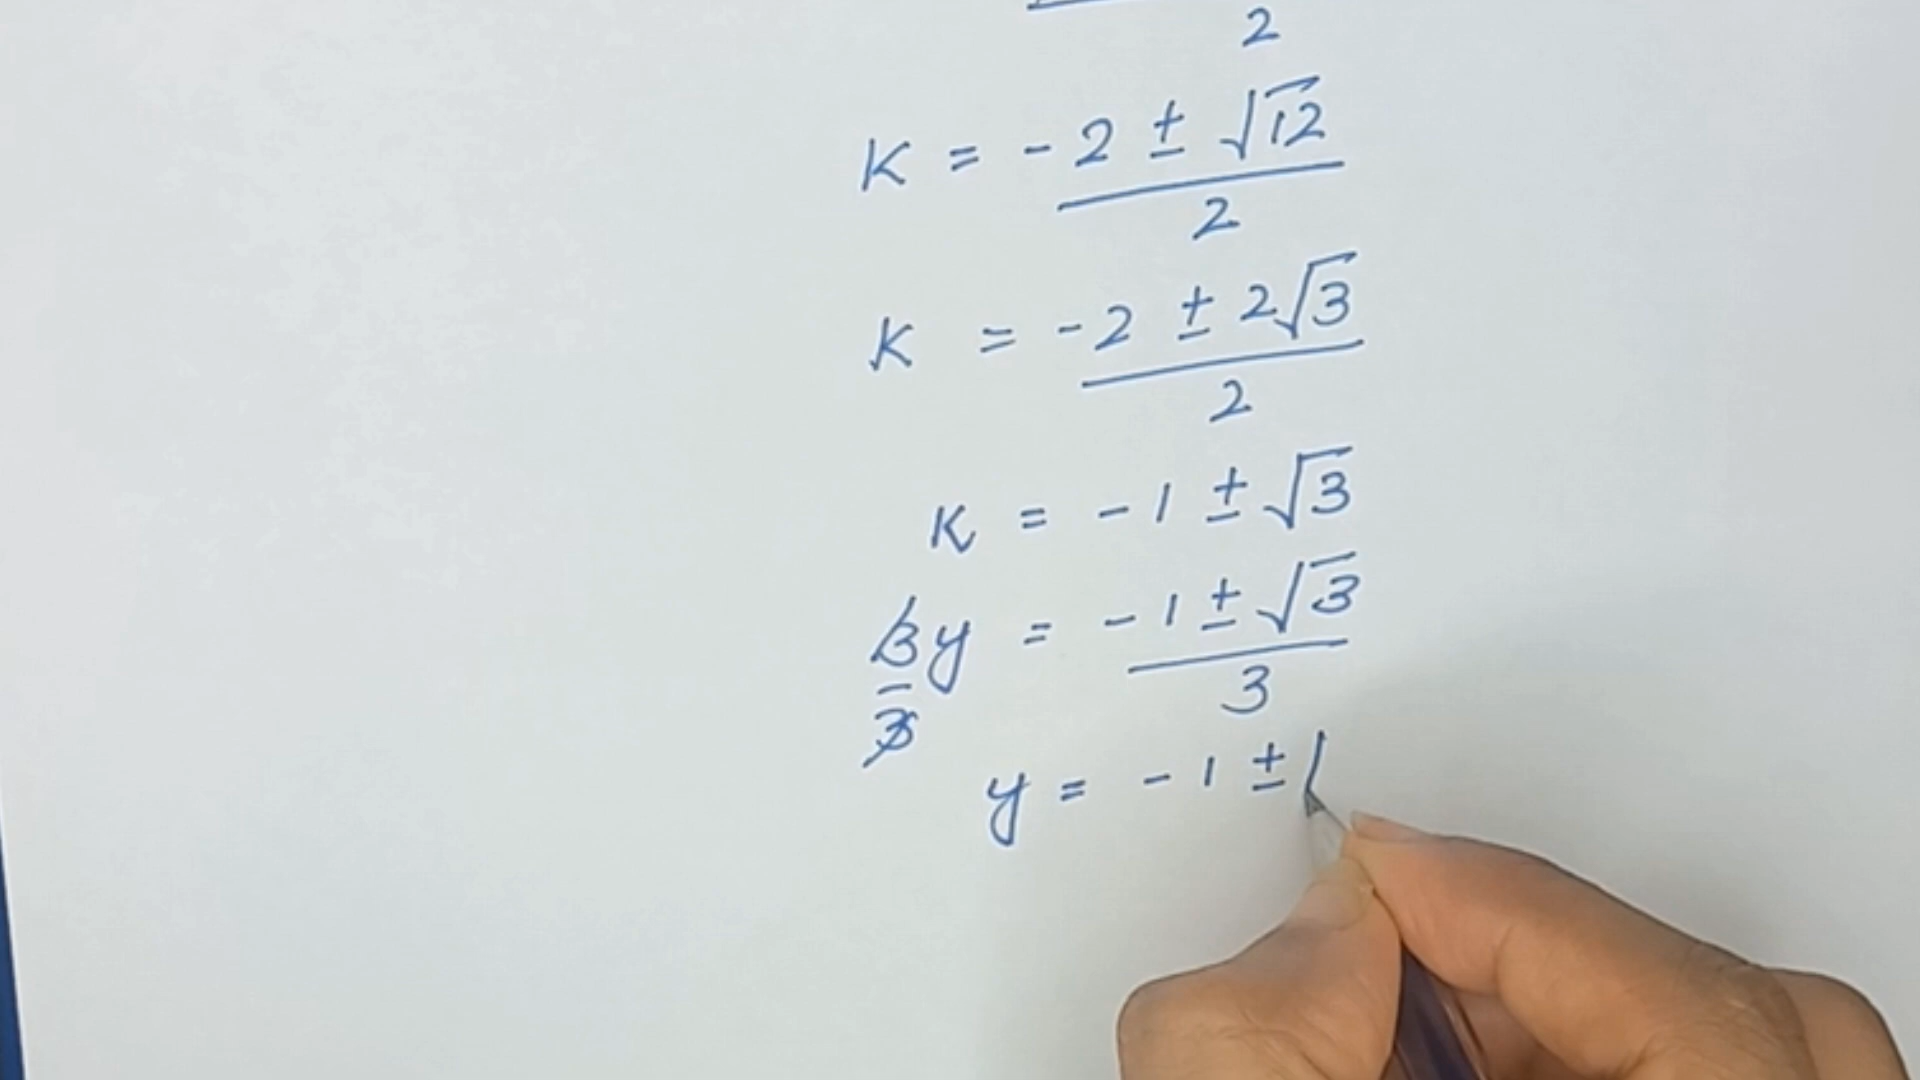 2
K = -2 ± √12
2
K = -2 ± 2√3
2
K = -1 ± √3
3y = -1 ± √3
3 3
y = -1 ±